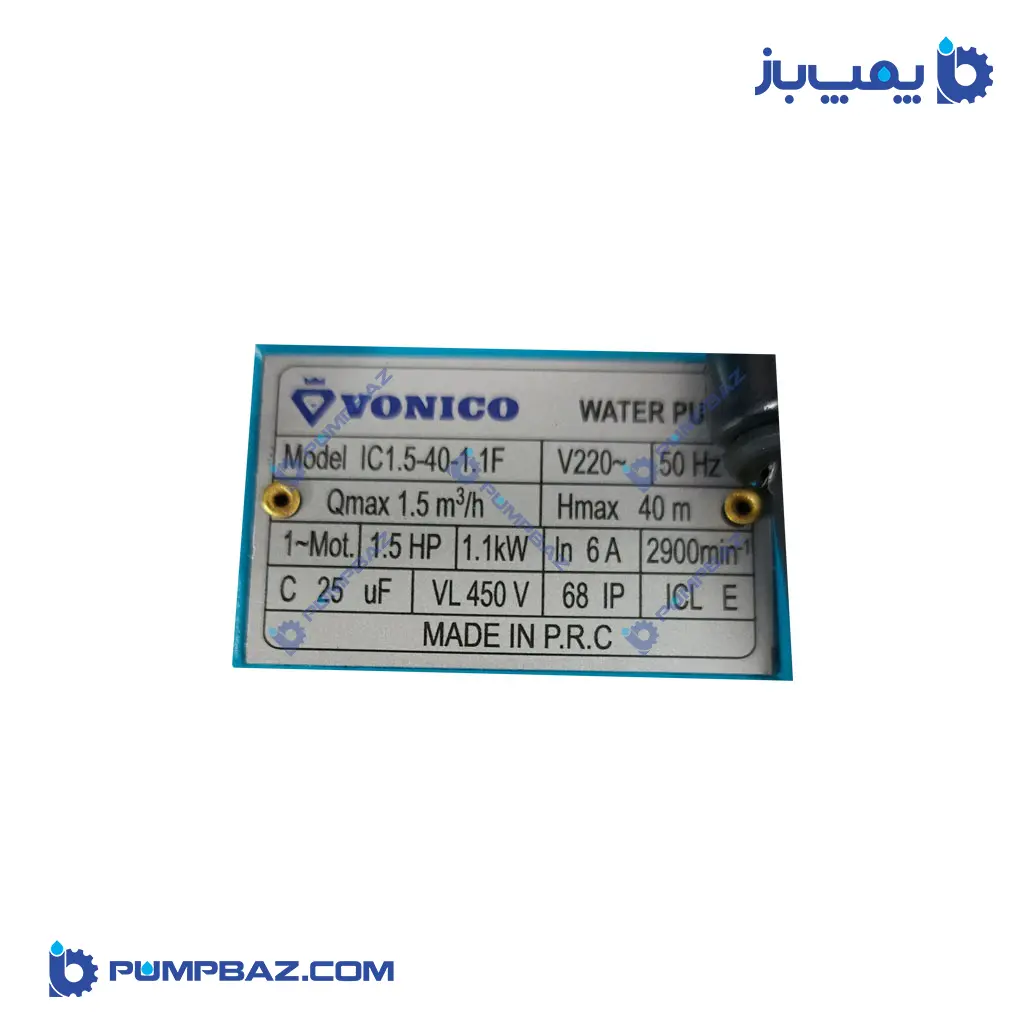 پمپ‌باز
VONICO WATER PU
Model IC1.5-40-1.1F V220~ 50 Hz
Qmax 1.5 m³/h Hmax 40 m
1~Mot. 1.5 HP 1.1kW In 6 A 2900min⁻¹
C 25 uF VL 450 V 68 IP ICL E
MADE IN P.R.C
PUMPBAZ.COM